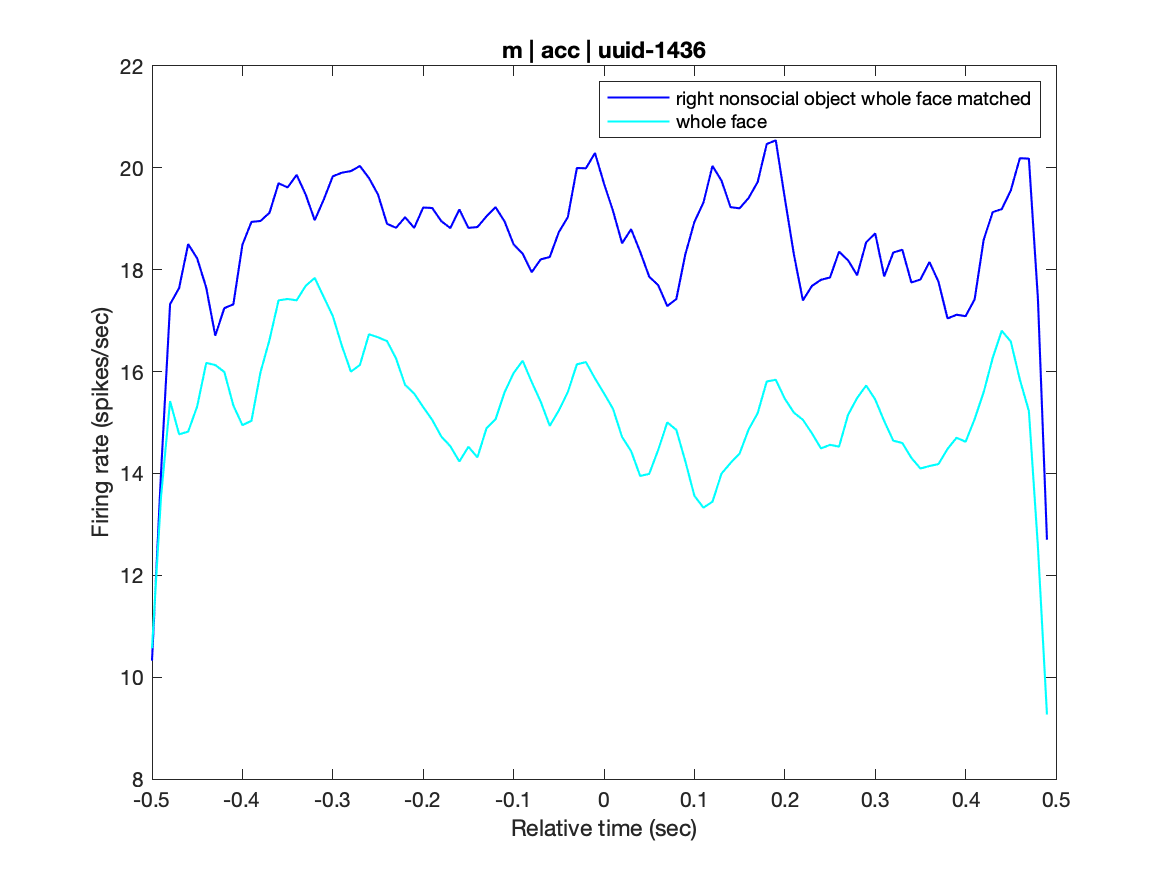 m | acc | uuid-1436
22
20
18
16
14
12
10
8
Firing rate (spikes/sec)
right nonsocial object whole face matched
whole face
-0.5 -0.4 -0.3 -0.2 -0.1 0 0.1 0.2 0.3 0.4 0.5
Relative time (sec)